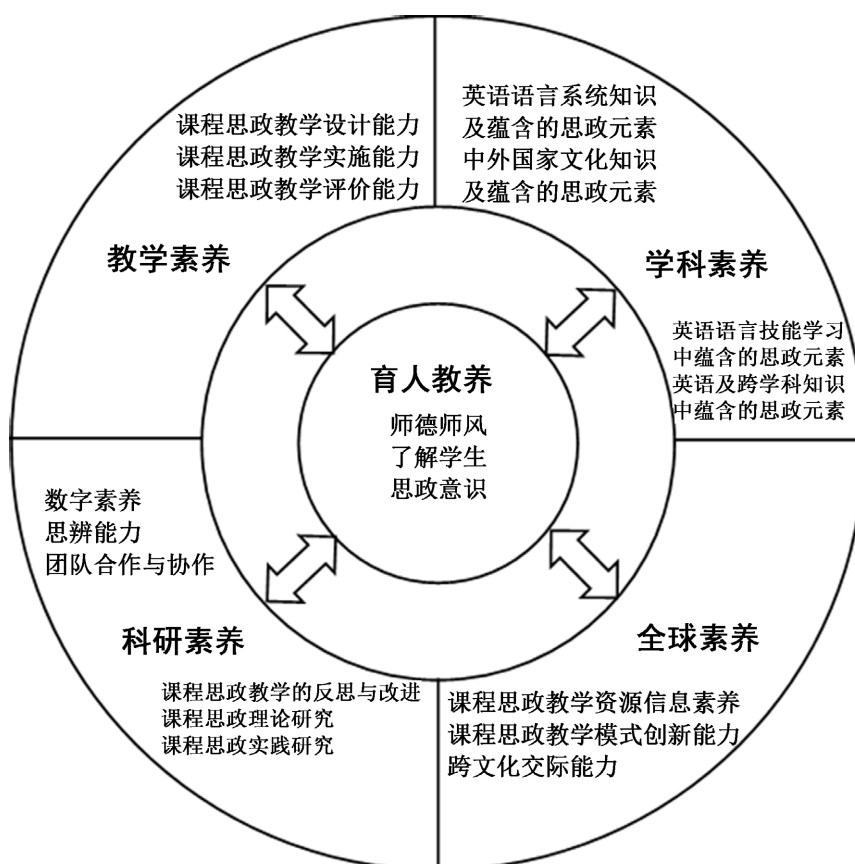 课程思政教学设计能力
课程思政教学实施能力
课程思政教学评价能力
教学素养
英语语言系统知识
及蕴含的思政元素
中外国家文化知识
及蕴含的思政元素
学科素养
英语语言技能学习
中蕴含的思政元素
英语及跨学科知识
中蕴含的思政元素
育人教养
师德师风
了解学生
思政意识
数字素养
思辨能力
团队合作与协作
科研素养
课程思政教学的反思与改进
课程思政理论研究
课程思政实践研究
全球素养
课程思政教学资源信息素养
课程思政教学模式创新能力
跨文化交际能力